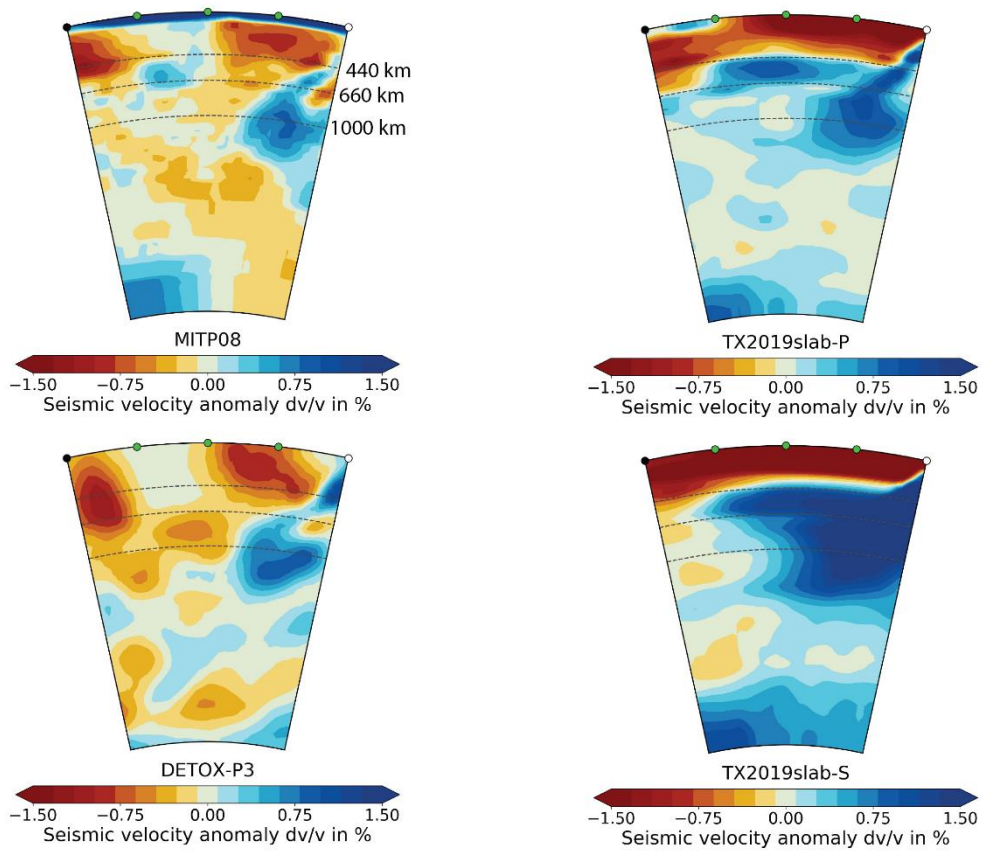 440 km
660 km
1000 km
MITP08
−1.50 −0.75 0.00 0.75 1.50
Seismic velocity anomaly dv/v in %
TX2019slab-P
−1.50 −0.75 0.00 0.75 1.50
Seismic velocity anomaly dv/v in %
DETOX-P3
−1.50 −0.75 0.00 0.75 1.50
Seismic velocity anomaly dv/v in %
TX2019slab-S
−1.50 −0.75 0.00 0.75 1.50
Seismic velocity anomaly dv/v in %